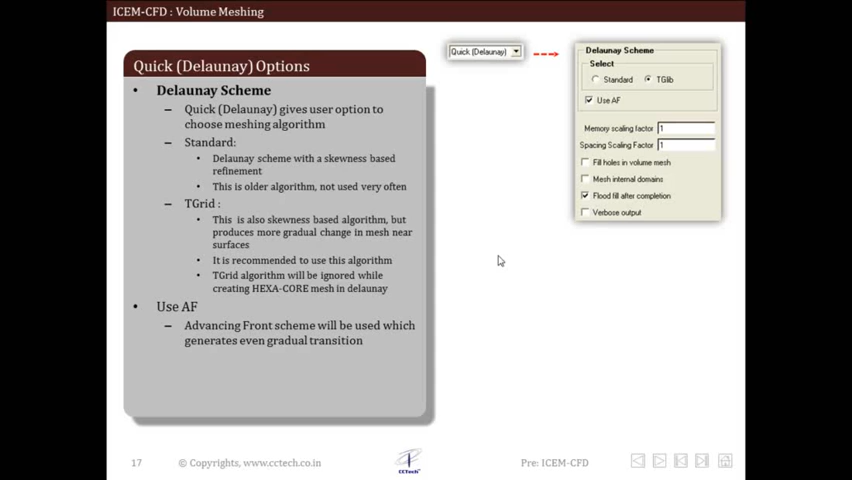 ICEM-CFD : Volume Meshing
Quick (Delaunay) Options
• Delaunay Scheme
– Quick (Delaunay) gives user option to
choose meshing algorithm
– Standard:
• Delaunay scheme with a skewness based
refinement
• This is older algorithm, not used very often
– TGrid :
• This is also skewness based algorithm, but
produces more gradual change in mesh near
surfaces
• It is recommended to use this algorithm
• TGrid algorithm will be ignored while
creating HEXA-CORE mesh in delaunay
• Use AF
– Advancing Front scheme will be used which
generates even gradual transition
Quick (Delaunay)
Delaunay Scheme
Select
Standard TGlib
Use AF
Memory scaling factor 1
Spacing Scaling Factor 1
Fill holes in volume mesh
Mesh internal domains
Flood fill after completion
Verbose output
17 © Copyrights, www.cctech.co.in
CCTech
Pre: ICEM-CFD